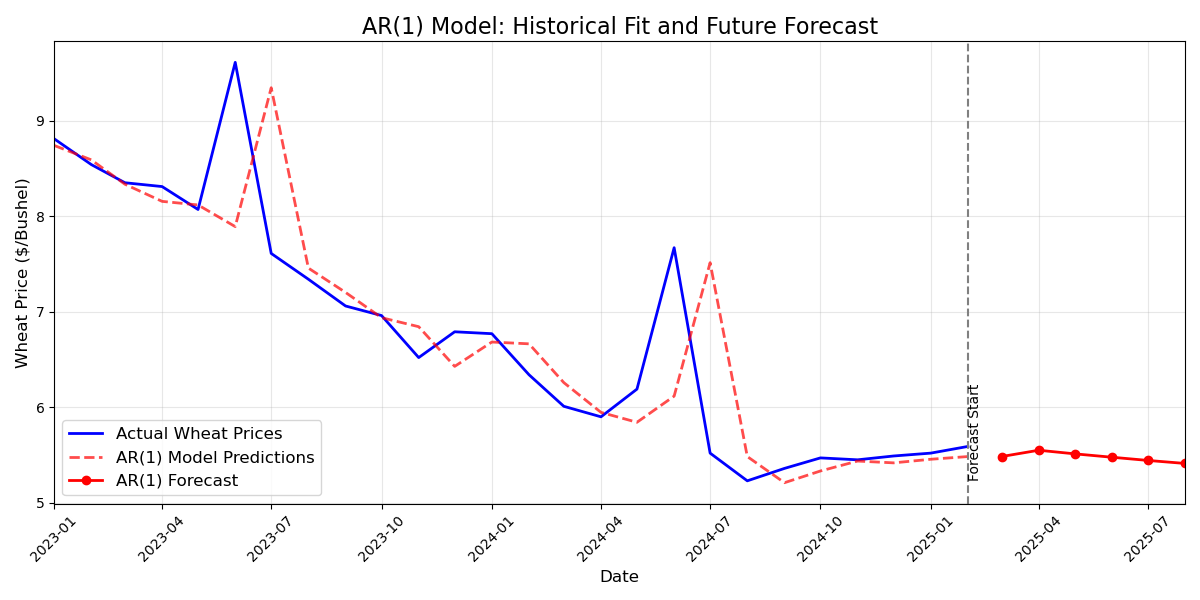 AR(1) Model: Historical Fit and Future Forecast
Wheat Price ($/Bushel)
9
8
7
6
5
Actual Wheat Prices
AR(1) Model Predictions
AR(1) Forecast
Forecast Start
2023-01
2023-04
2023-07
2023-10
2024-01
2024-04
2024-07
2024-10
2025-01
2025-04
2025-07
Date